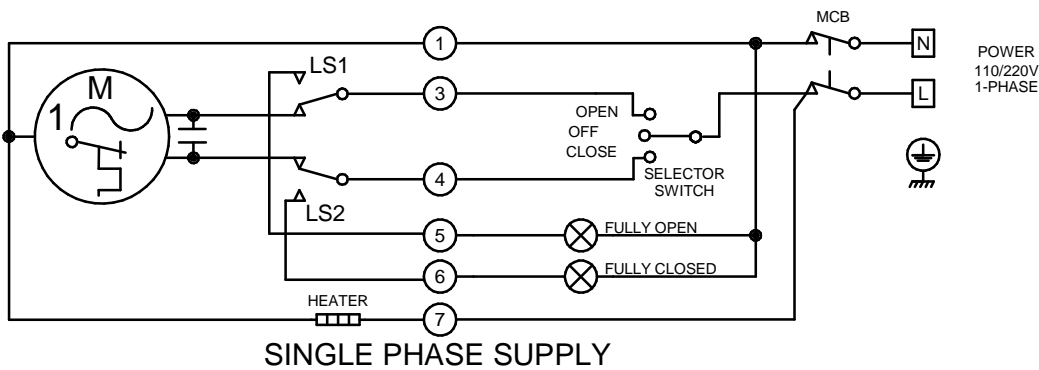 MCB
1
N
POWER
110/220V
1-PHASE
LS1
M
3
L
1
OPEN
OFF
CLOSE
4
SELECTOR
SWITCH
LS2
5
FULLY OPEN
6
FULLY CLOSED
HEATER
7
SINGLE PHASE SUPPLY